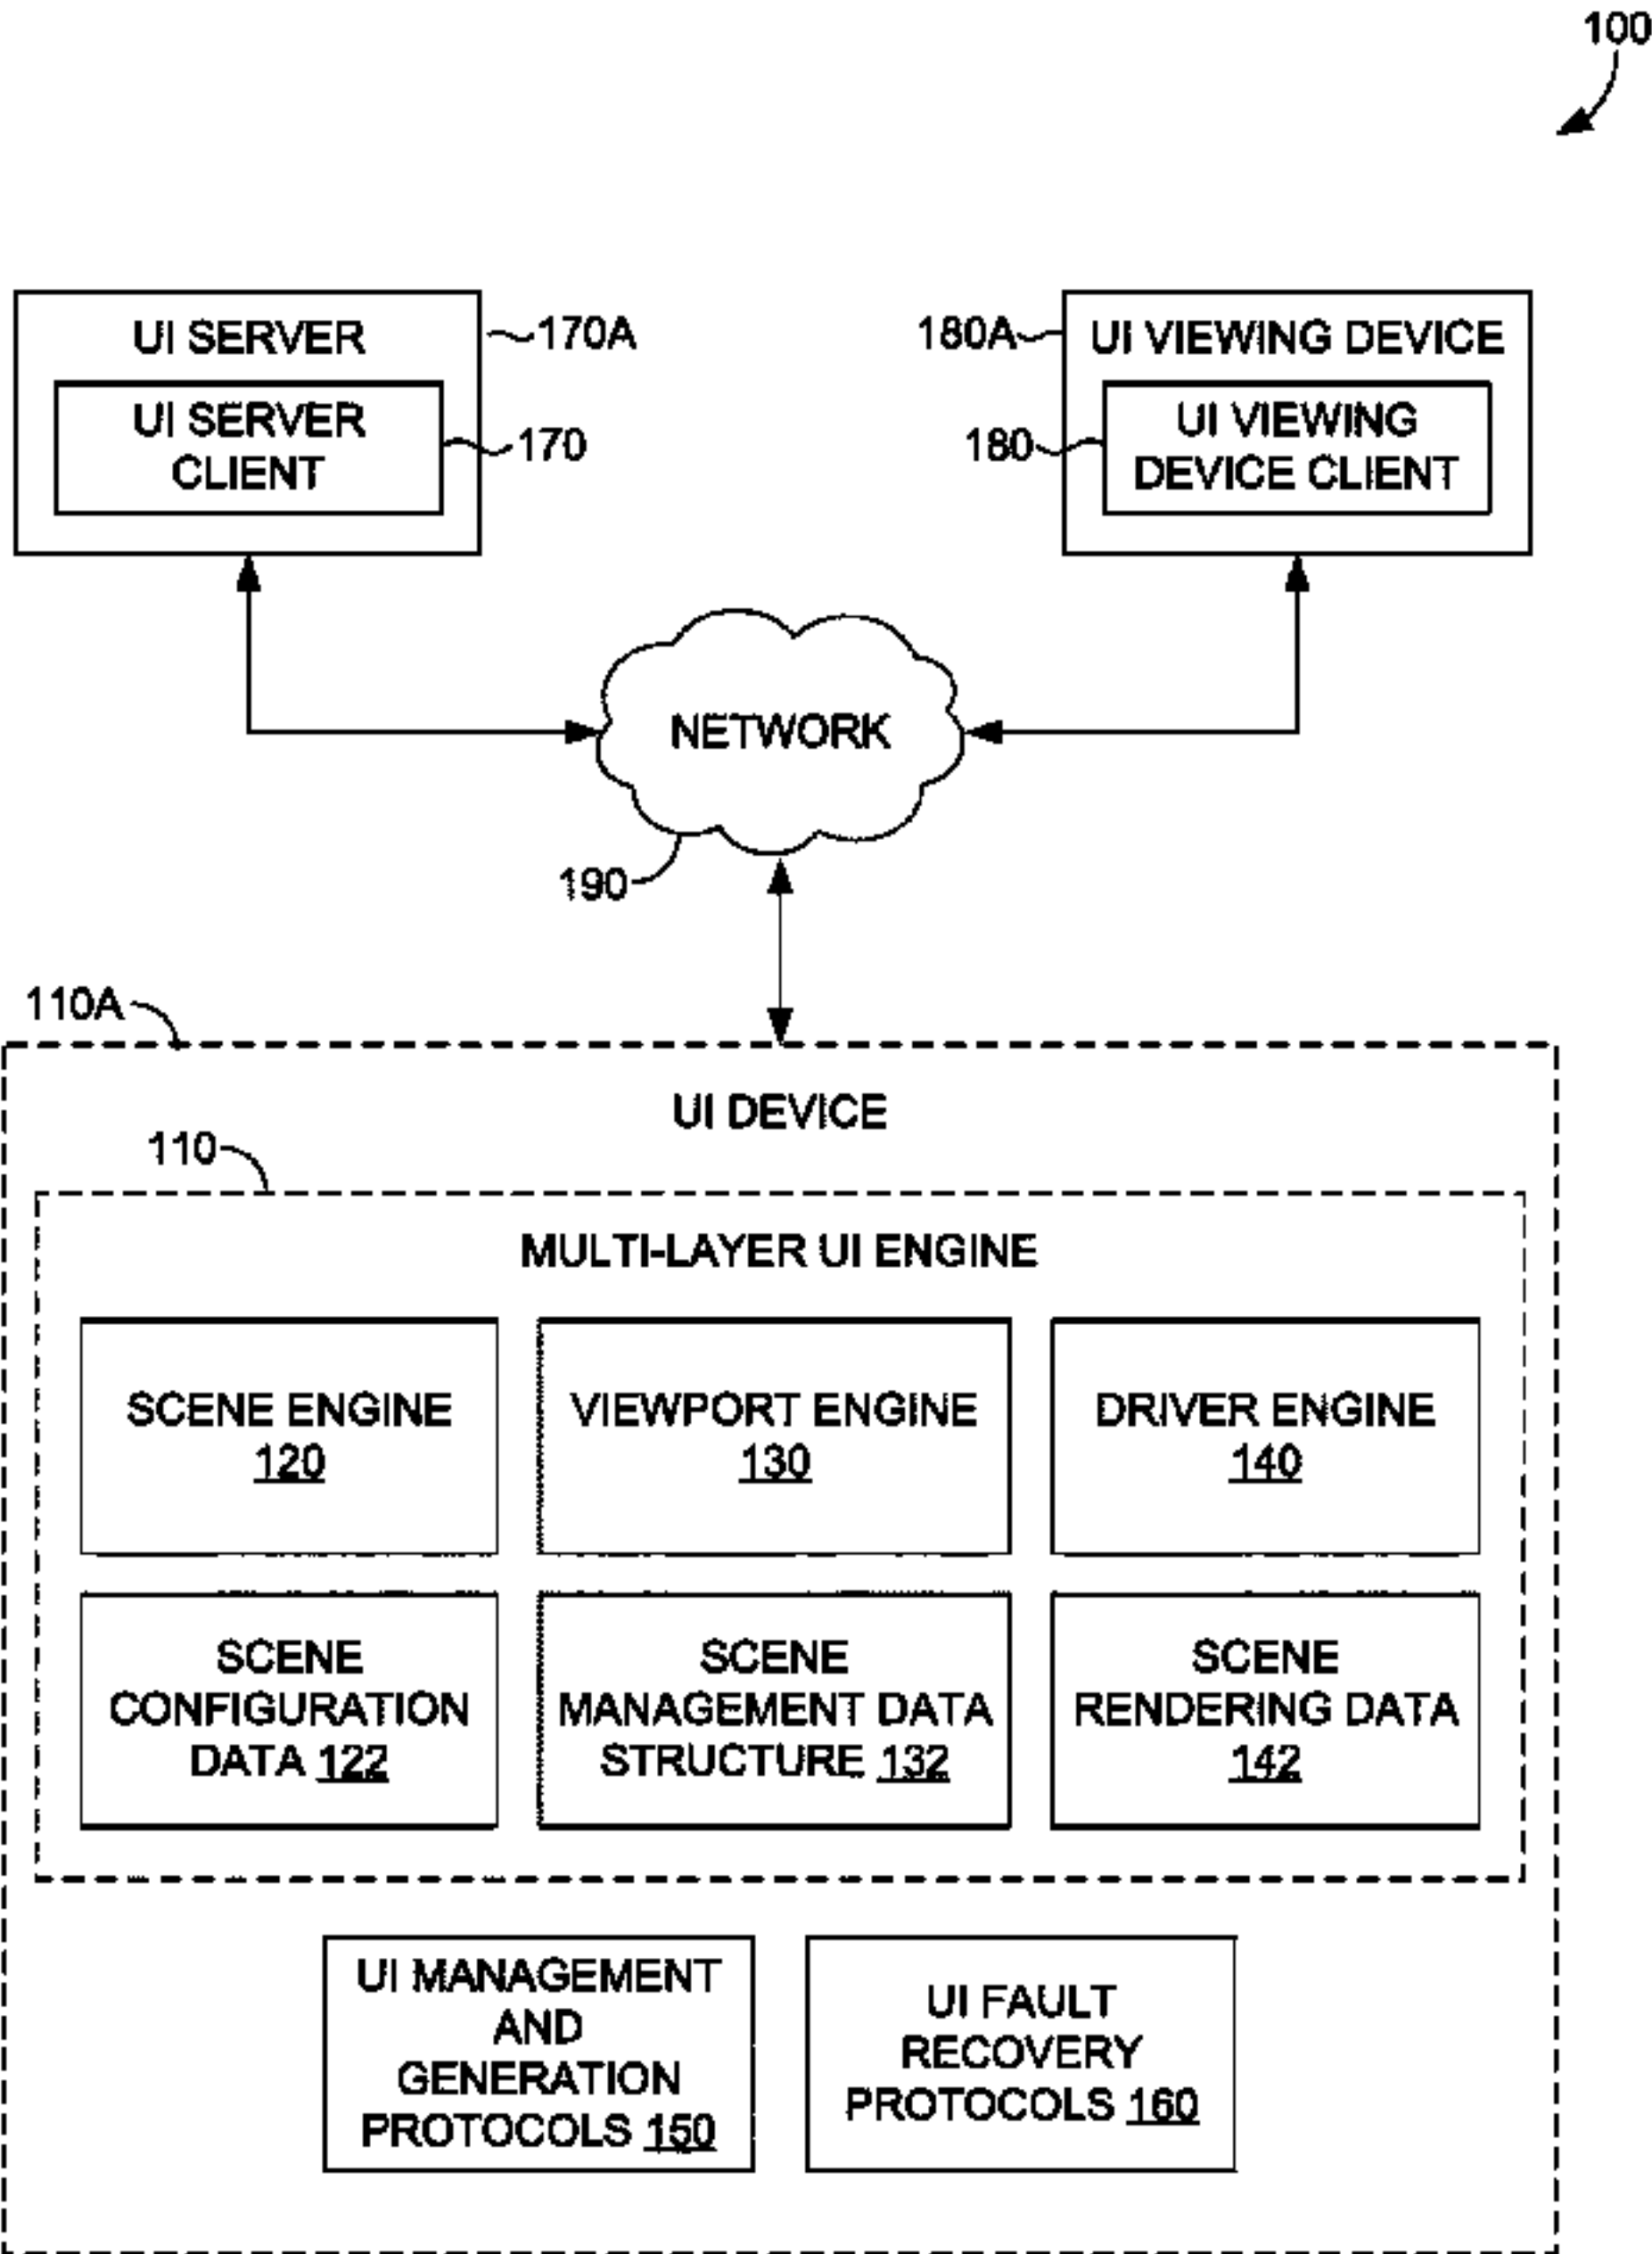 100
UI SERVER
170A
UI SERVER
CLIENT
170
180A
UI VIEWING DEVICE
180
UI VIEWING
DEVICE CLIENT
NETWORK
190
110A
UI DEVICE
110
MULTI-LAYER UI ENGINE
SCENE ENGINE
120
VIEWPORT ENGINE
130
DRIVER ENGINE
140
SCENE
CONFIGURATION
DATA 122
SCENE
MANAGEMENT DATA
STRUCTURE 132
SCENE
RENDERING DATA
142
UI MANAGEMENT
AND
GENERATION
PROTOCOLS 150
UI FAULT
RECOVERY
PROTOCOLS 160